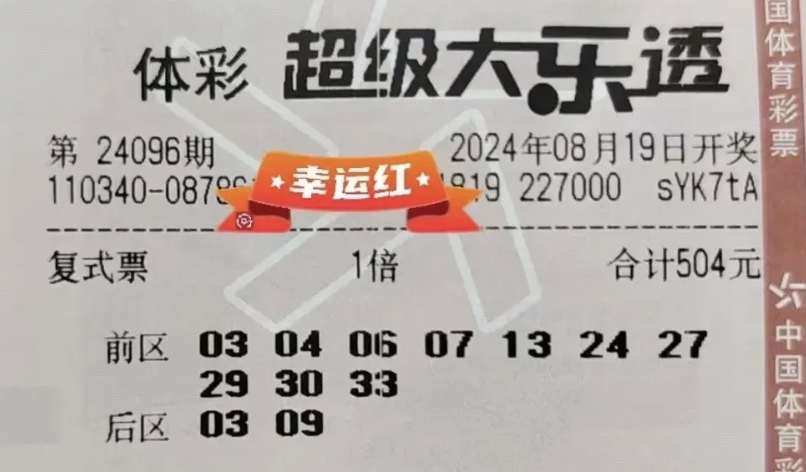 体彩 超级大乐透
第 24096期 2024年08月19日开奖
110340-0878 幸运红 819 227000 sYK7tA
复式票 1倍 合计504元
前区 03 04 06 07 13 24 27
29 30 33
后区 03 09
国体育彩票
中国体育彩